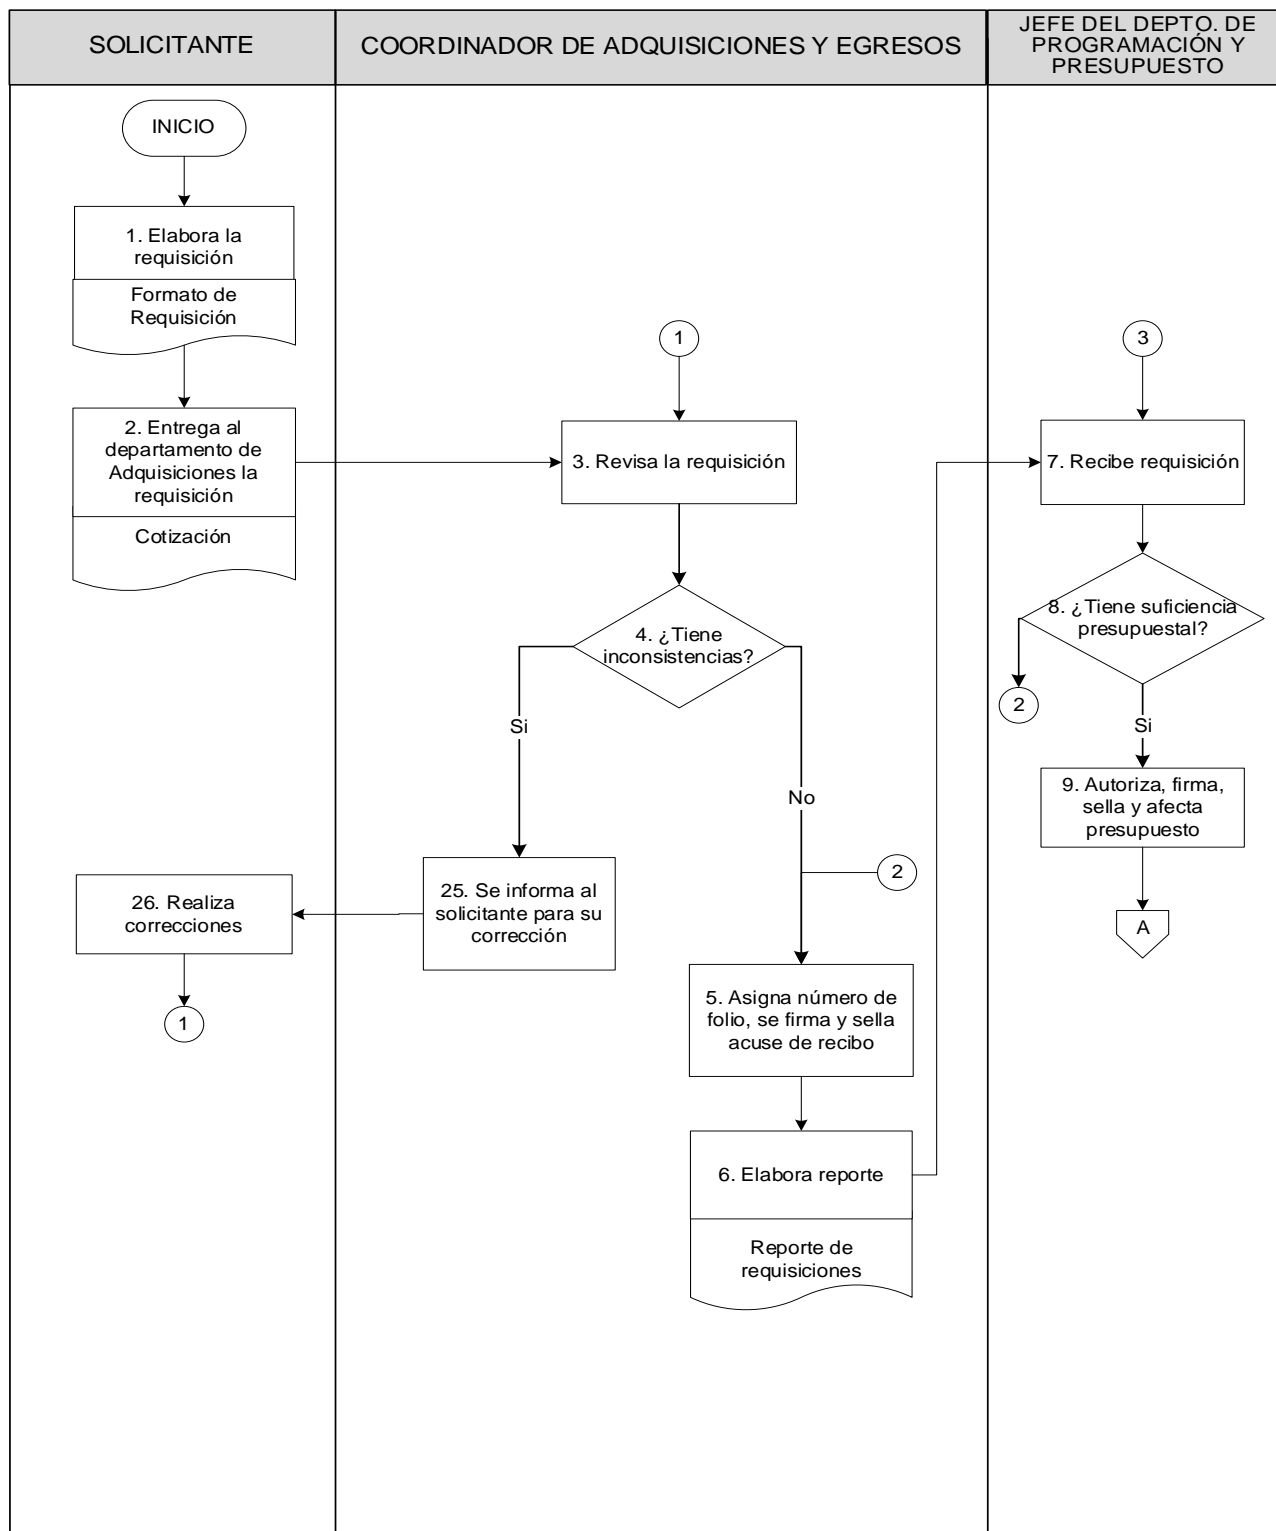 SOLICITANTE
COORDINADOR DE ADQUISICIONES Y EGRESOS
JEFE DEL DEPTO. DE
PROGRAMACIÓN Y
PRESUPUESTO
INICIO
1. Elabora la
requisición
Formato de
Requisición
2. Entrega al
departamento de
Adquisiciones la
requisición
Cotización
1
3. Revisa la requisición
4. ¿Tiene
inconsistencias?
Si
No
25. Se informa al
solicitante para su
corrección
26. Realiza
correcciones
1
2
5. Asigna número de
folio, se firma y sella
acuse de recibo
6. Elabora reporte
Reporte de
requisiciones
3
7. Recibe requisición
8. ¿Tiene suficiencia
presupuestal?
2
Si
9. Autoriza, firma,
sella y afecta
presupuesto
A